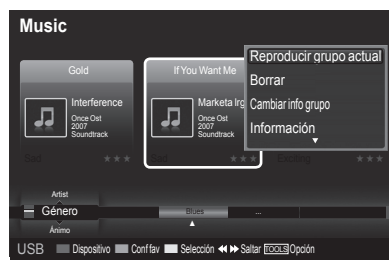 Music
Gold
If You Want Me
Reproducir grupo actual
Borrar
Cambiar info grupo
Información
Interference
Once Ost
2007
Soundtrack
Marketa Irg
Once Ost
2007
Soundtrack
Sad
Sad
Exciting
Artist
Género
Ánimo
Blues
...
USB Dispositivo Conf fav Selección Saltar TOOLS Opción